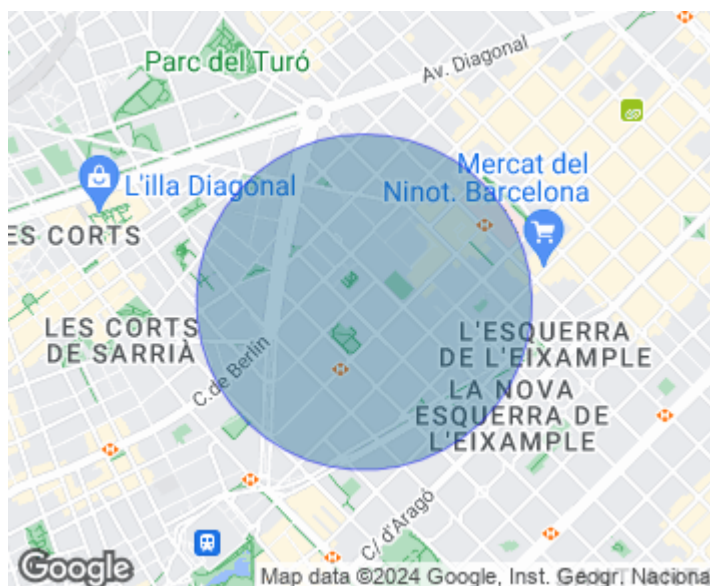 Parc del Turó
Av. Diagonal
Mercat del
Ninot. Barcelona
L'illa Diagonal
ES CORTS
LES CORTS
DE SARRIÀ
L'ESQUERRA
DE L'EIXAMPLE
C.de Berlín
LA NOVA
ESQUERRA DE
L'EIXAMPLE
C/ d'Aragó
Google
Map data ©2024 Google, Inst. Geogr. Naciona